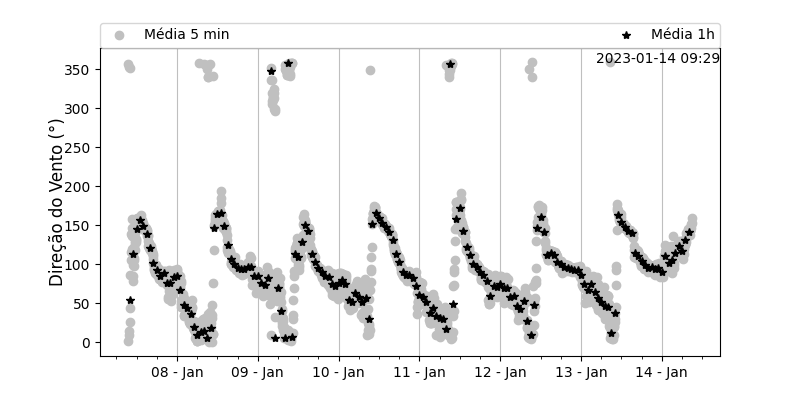 Média 5 min
Média 1h
2023-01-14 09:29
Direção do Vento (°)
350
300
250
200
150
100
50
0
08 - Jan
09 - Jan
10 - Jan
11 - Jan
12 - Jan
13 - Jan
14 - Jan